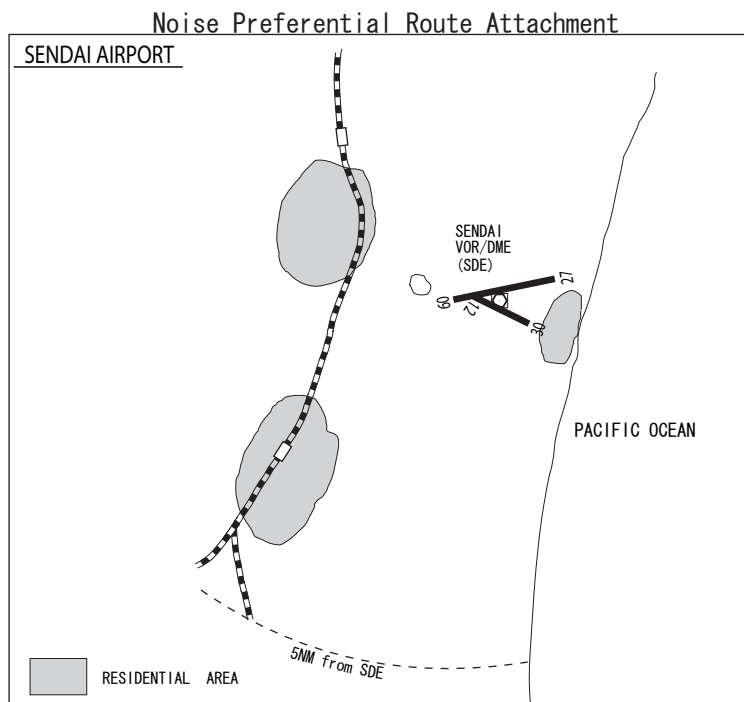 Noise Preferential Route Attachment
SENDAI AIRPORT
SENDAI
VOR/DME
(SDE)
09
27
12
30
PACIFIC OCEAN
5NM from SDE
RESIDENTIAL AREA